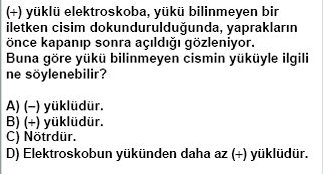 (+) yüklü elektroskoba, yükü bilinmeyen bir
iletken cisim dokundurulduğunda, yaprakların
önce kapanıp sonra açıldığı gözleniyor.
Buna göre yükü bilinmeyen cismin yüküyle ilgili
ne söylenebilir?
A) (–) yüklüdür.
B) (+) yüklüdür.
C) Nötrdür.
D) Elektroskobun yükünden daha az (+) yüklüdür.